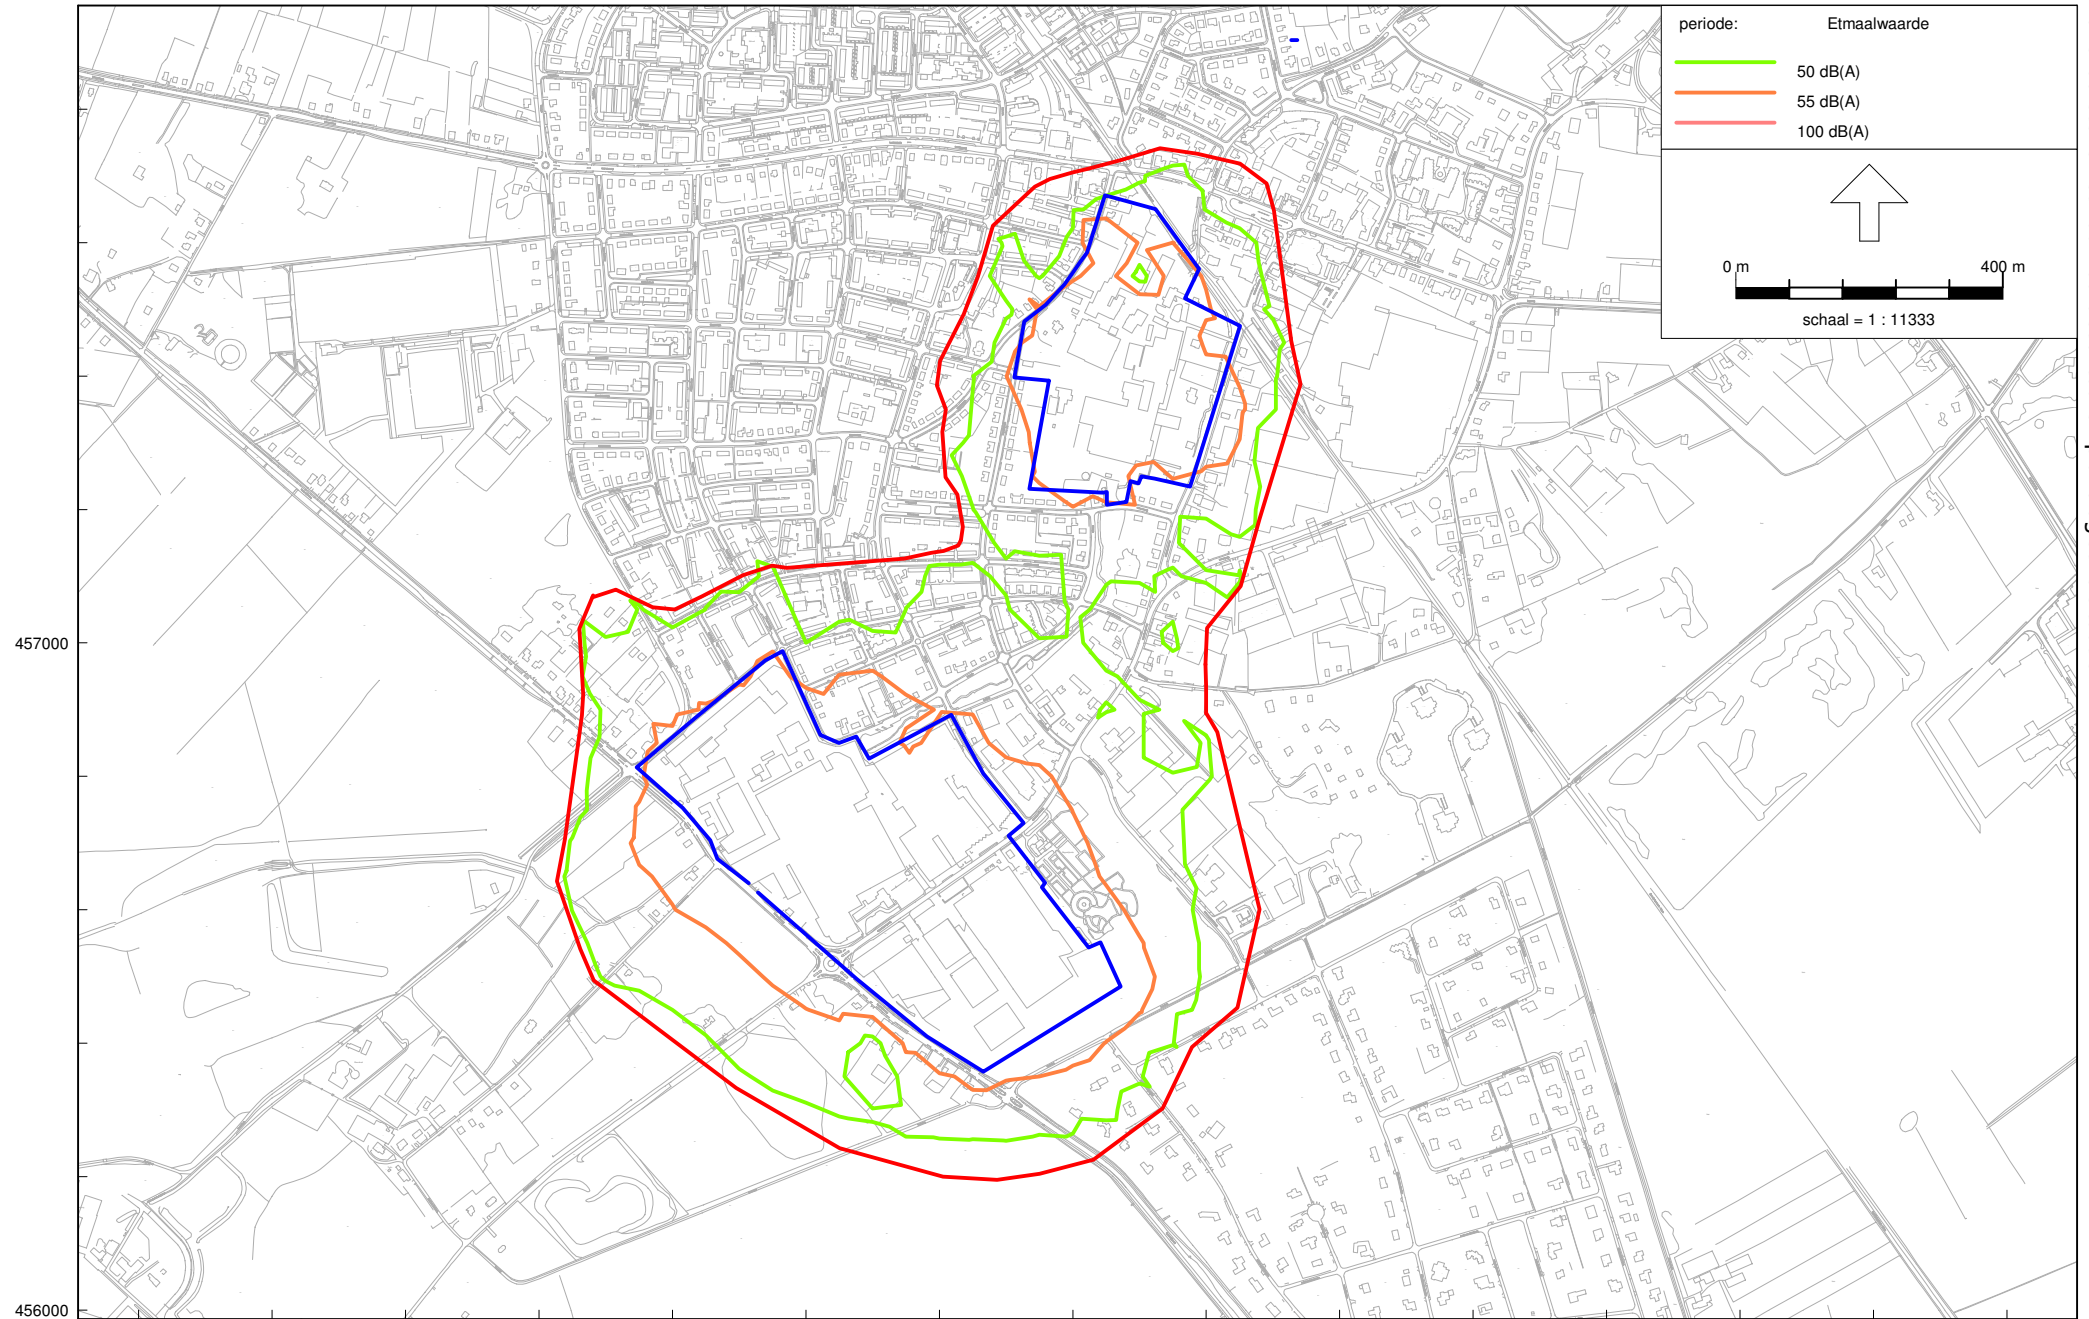 periode: Etmaalwaarde
50 dB(A)
55 dB(A)
100 dB(A)
0 m 400 m
schaal = 1 : 11333
457000
456000